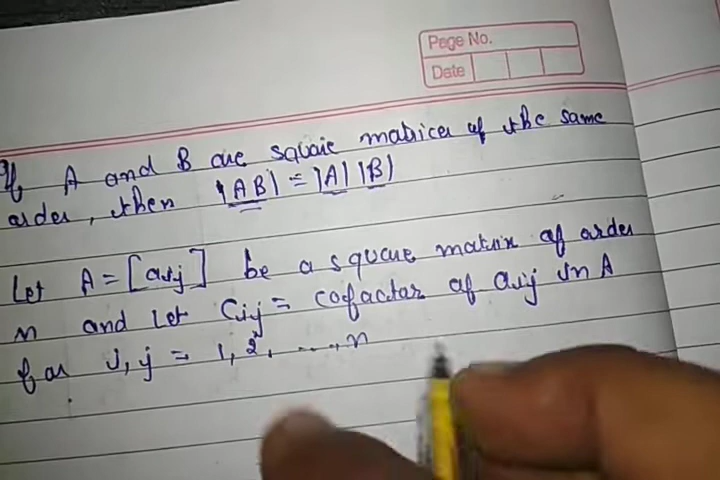 Page No.
Date
If A and B are square matrices of the same
order, then |AB| = |A| |B|
Let A = [aij] be a square matrix of order
n and let Cij = cofactor of aij in A
for i, j = 1, 2, ..., n